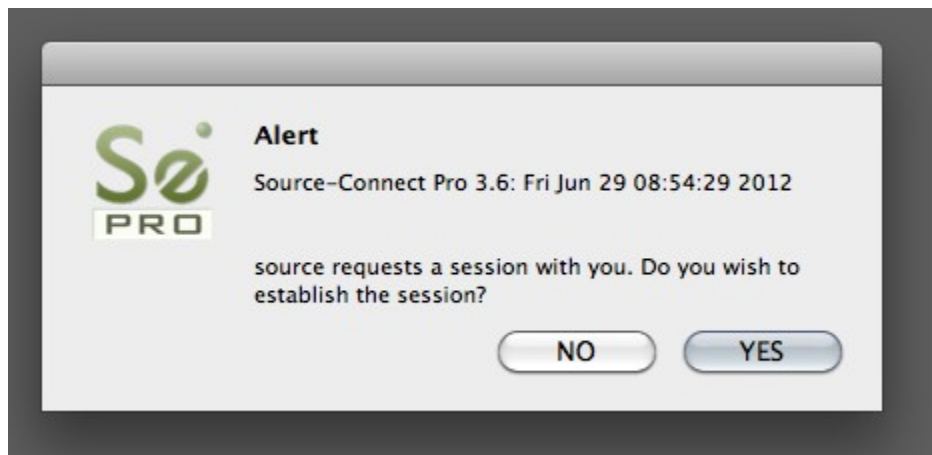 Se
PRO
Alert
Source-Connect Pro 3.6: Fri Jun 29 08:54:29 2012
source requests a session with you. Do you wish to
establish the session?
NO YES